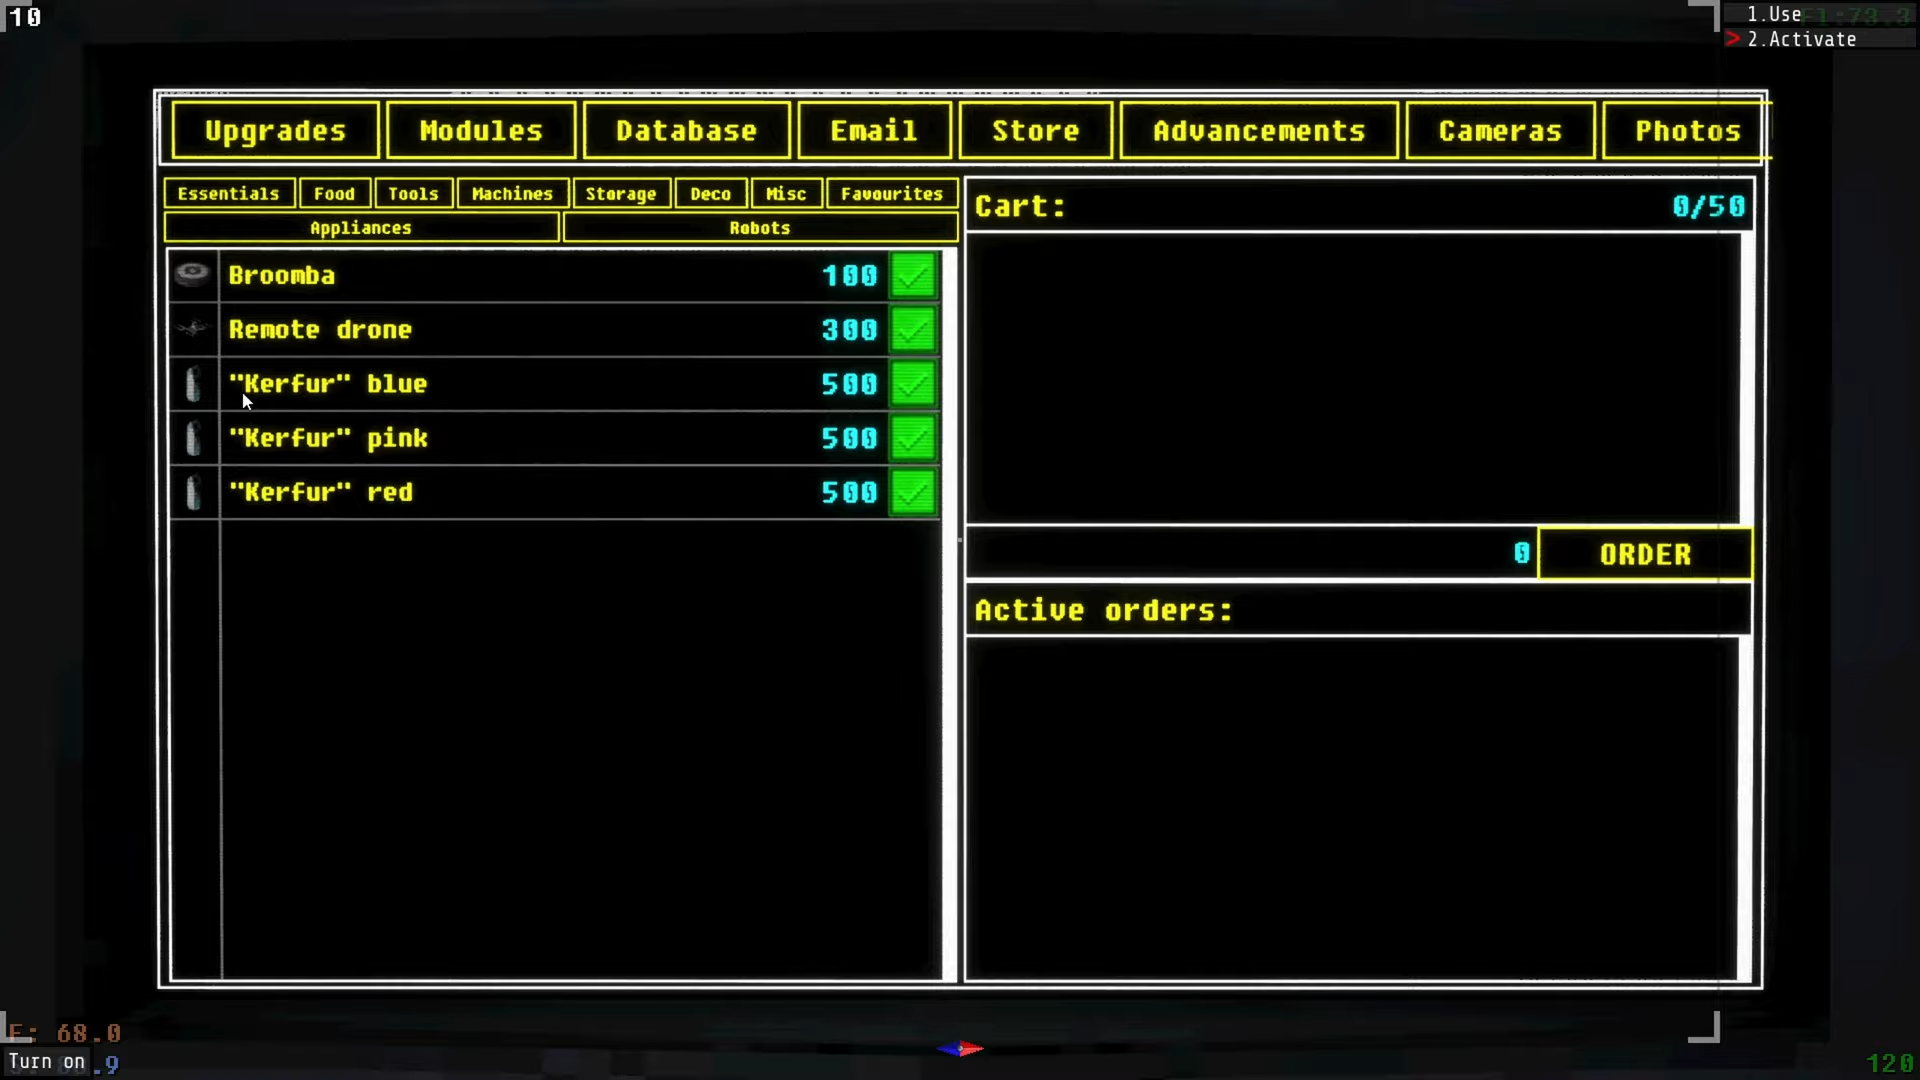 10
1.Use
> 2.Activate
Upgrades Modules Database Email Store Advancements Cameras Photos
Essentials Food Tools Machines Storage Deco Misc Favourites
Appliances Robots
Broomba 100
Remote drone 300
"Kerfur" blue 500
"Kerfur" pink 500
"Kerfur" red 500
Cart: 0/50
0 ORDER
Active orders:
68.0
Turn on
.9
120